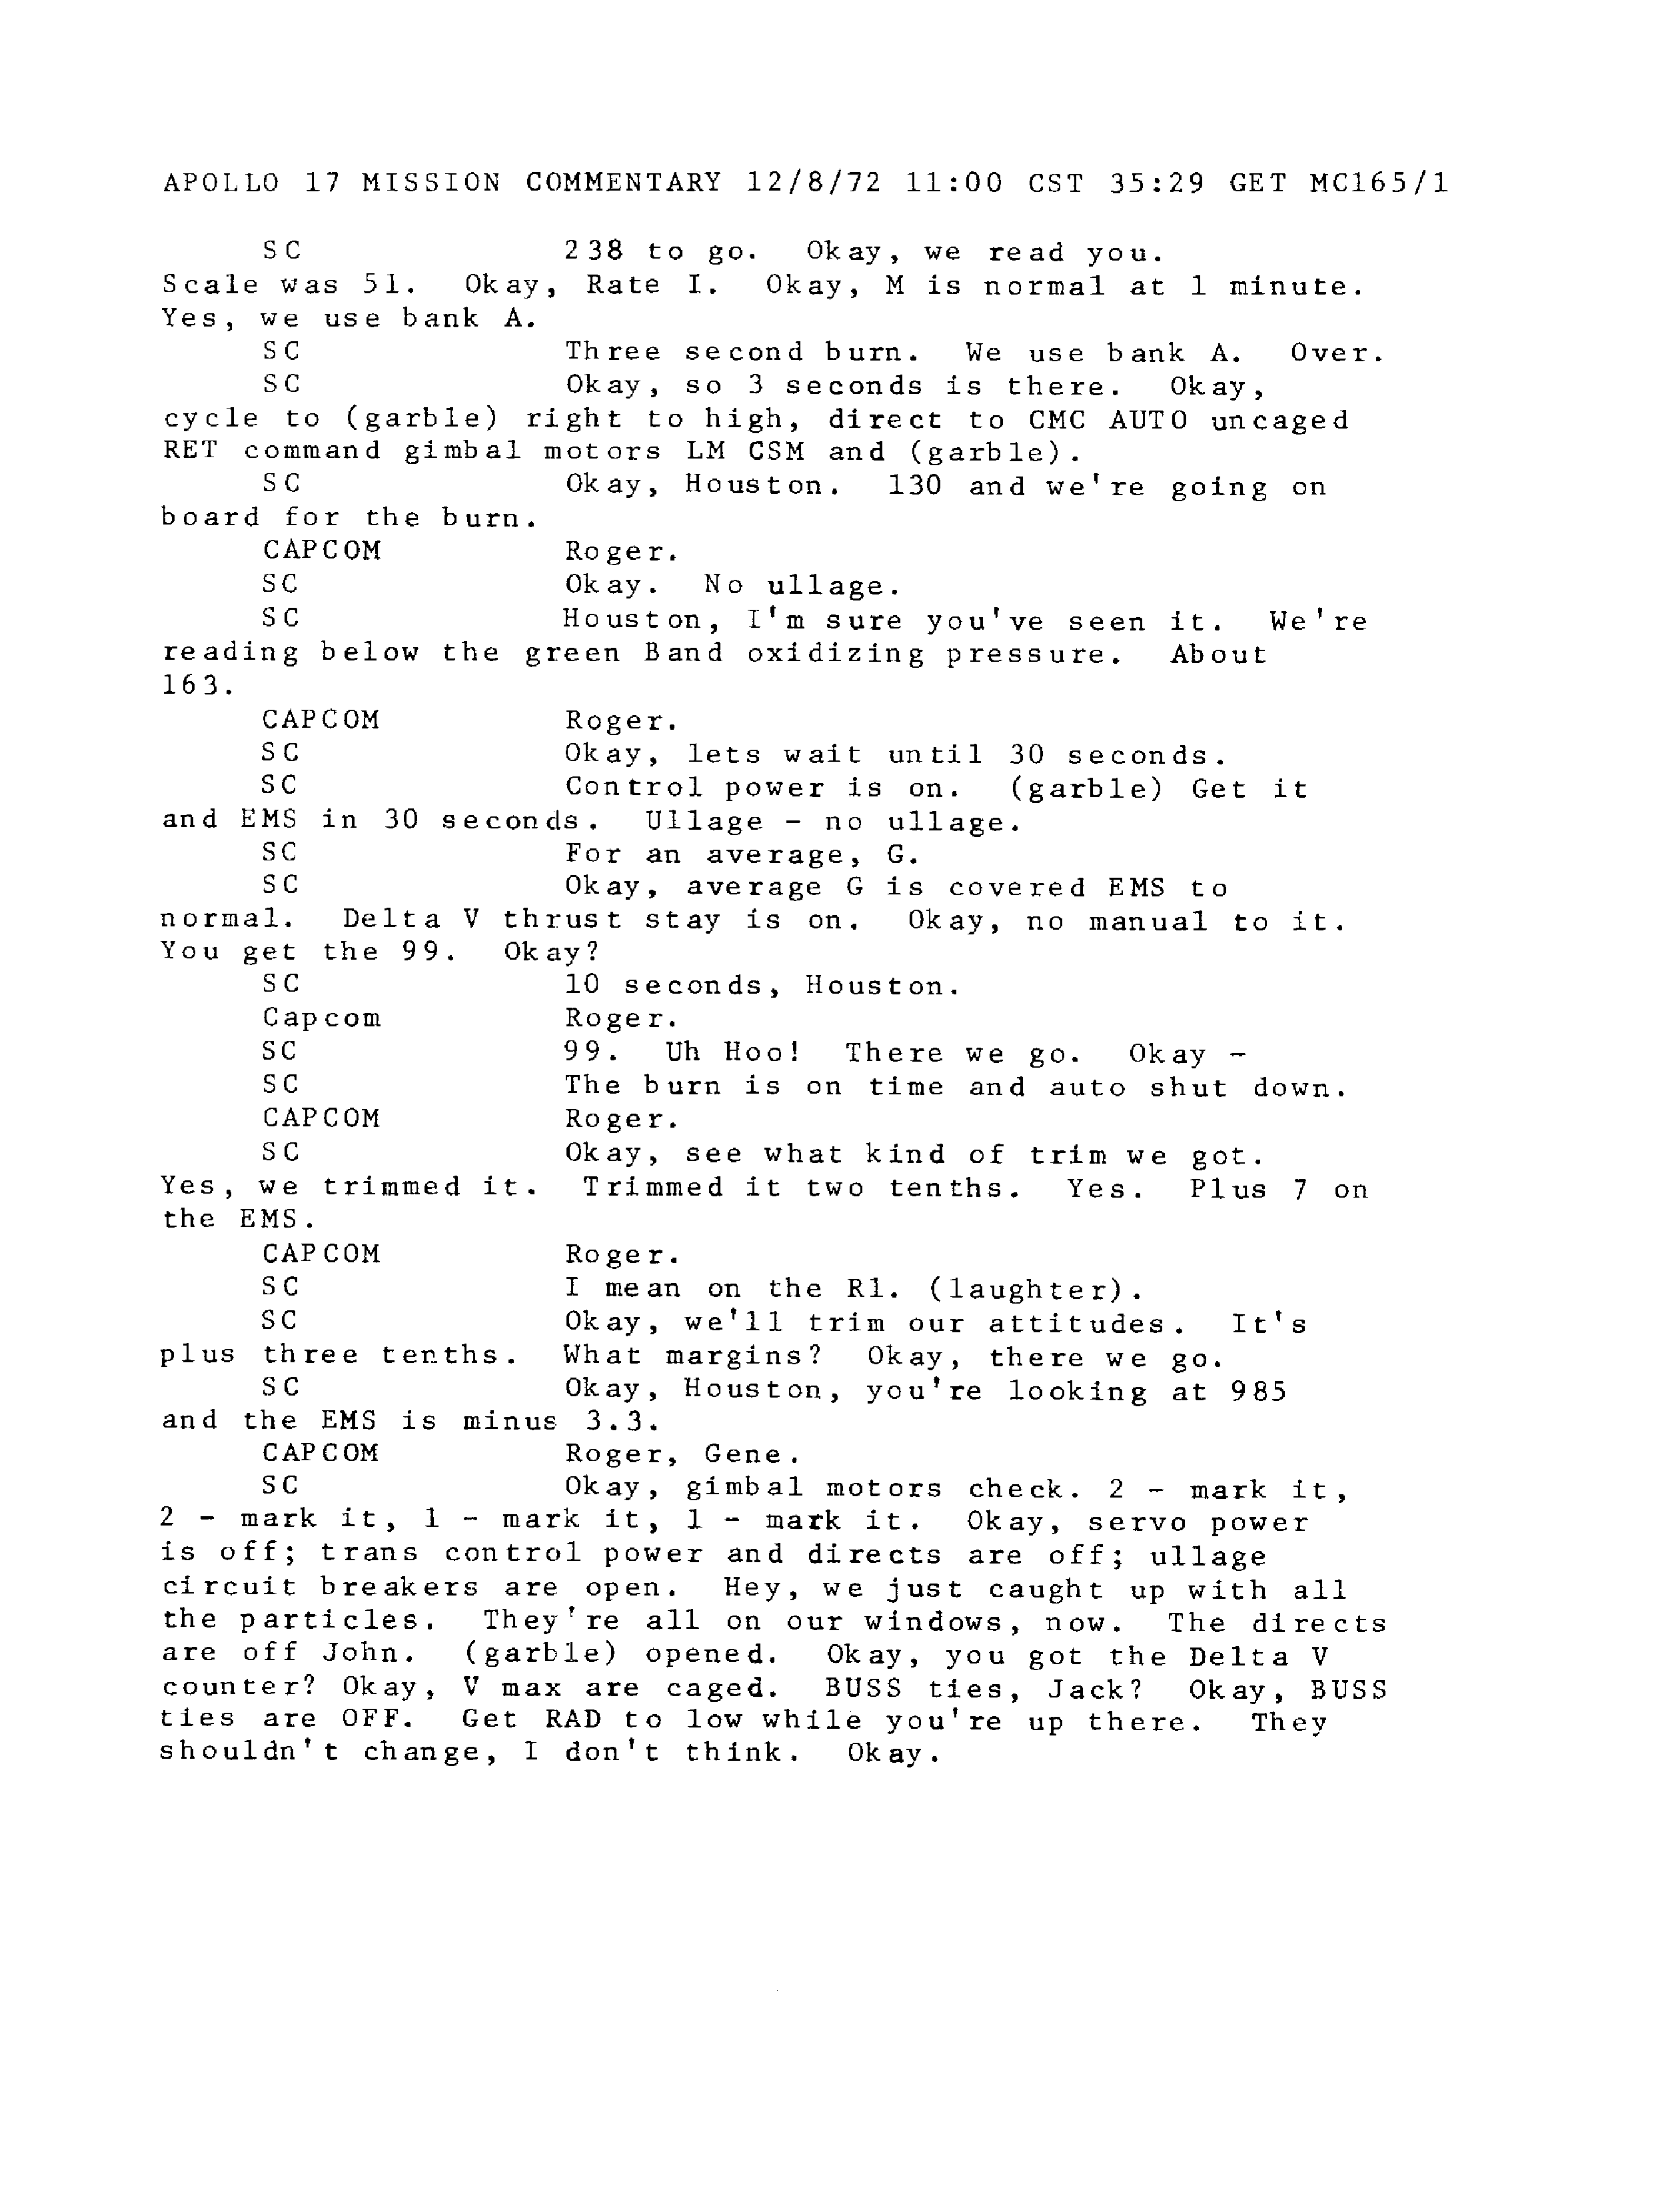 APOLLO 17 MISSION COMMENTARY 12/8/72 11:00 CST 35:29 GET MC165/1
SC 238 to go. Okay, we read you.
Scale was 51. Okay, Rate I. Okay, M is normal at 1 minute.
Yes, we use bank A.
SC Three second burn. We use bank A. Over.
SC Okay, so 3 seconds is there. Okay,
cycle to (garble) right to high, direct to CMC AUTO uncaged
RET command gimbal motors LM CSM and (garble).
SC Okay, Houston. 130 and we're going on
board for the burn.
CAPCOM Roger.
SC Okay. No ullage.
SC Houston, I'm sure you've seen it. We're
reading below the green Band oxidizing pressure. About
163.
CAPCOM Roger.
SC Okay, lets wait until 30 seconds.
SC Control power is on. (garble) Get it
and EMS in 30 seconds. Ullage - no ullage.
SC For an average, G.
SC Okay, average G is covered EMS to
normal. Delta V thrust stay is on. Okay, no manual to it.
You get the 99. Okay?
SC 10 seconds, Houston.
Capcom Roger.
SC 99. Uh Hoo! There we go. Okay -
SC The burn is on time and auto shut down.
CAPCOM Roger.
SC Okay, see what kind of trim we got.
Yes, we trimmed it. Trimmed it two tenths. Yes. Plus 7 on
the EMS.
CAPCOM Roger.
SC I mean on the R1. (laughter).
SC Okay, we'll trim our attitudes. It's
plus three tenths. What margins? Okay, there we go.
SC Okay, Houston, you're looking at 985
and the EMS is minus 3.3.
CAPCOM Roger, Gene.
SC Okay, gimbal motors check. 2 - mark it,
2 - mark it, 1 - mark it, 1 - mark it. Okay, servo power
is off; trans control power and directs are off; ullage
circuit breakers are open. Hey, we just caught up with all
the particles. They're all on our windows, now. The directs
are off John. (garble) opened. Okay, you got the Delta V
counter? Okay, V max are caged. BUSS ties, Jack? Okay, BUSS
ties are OFF. Get RAD to low while you're up there. They
shouldn't change, I don't think. Okay.